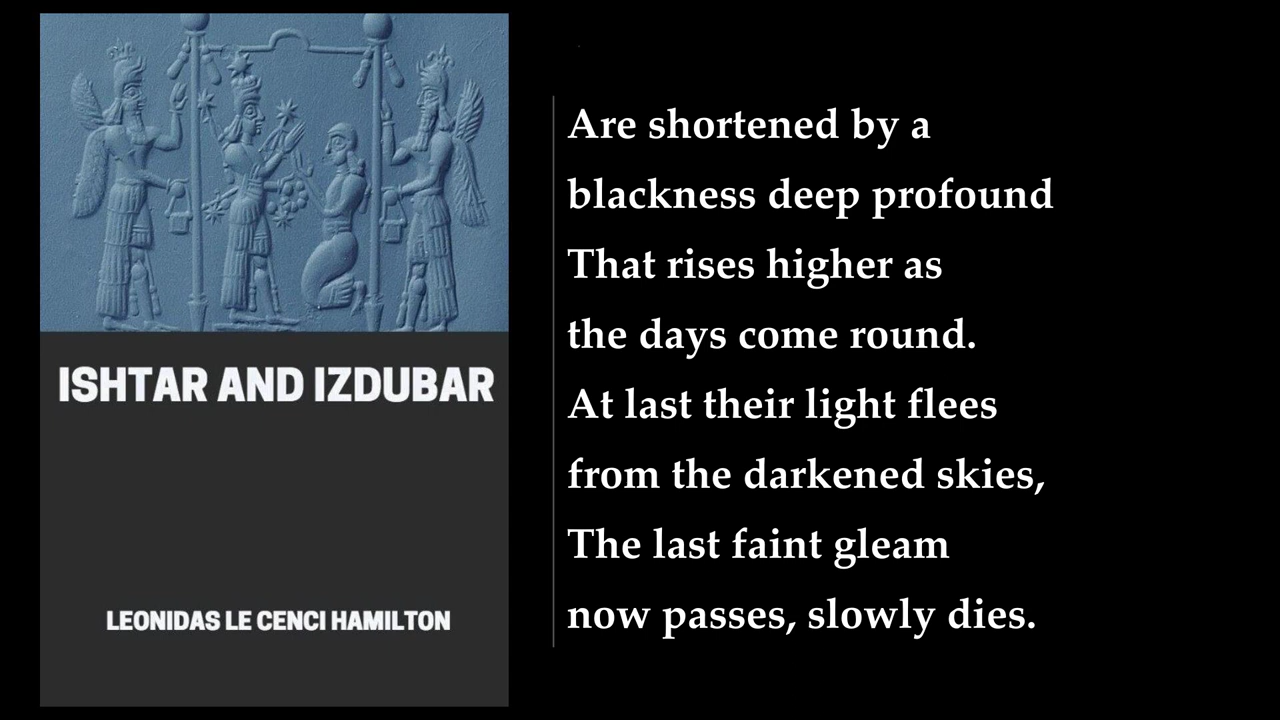 ISHTAR AND IZDUBAR
LEONIDAS LE CENCI HAMILTON
Are shortened by a
blackness deep profound
That rises higher as
the days come round.
At last their light flees
from the darkened skies,
The last faint gleam
now passes, slowly dies.